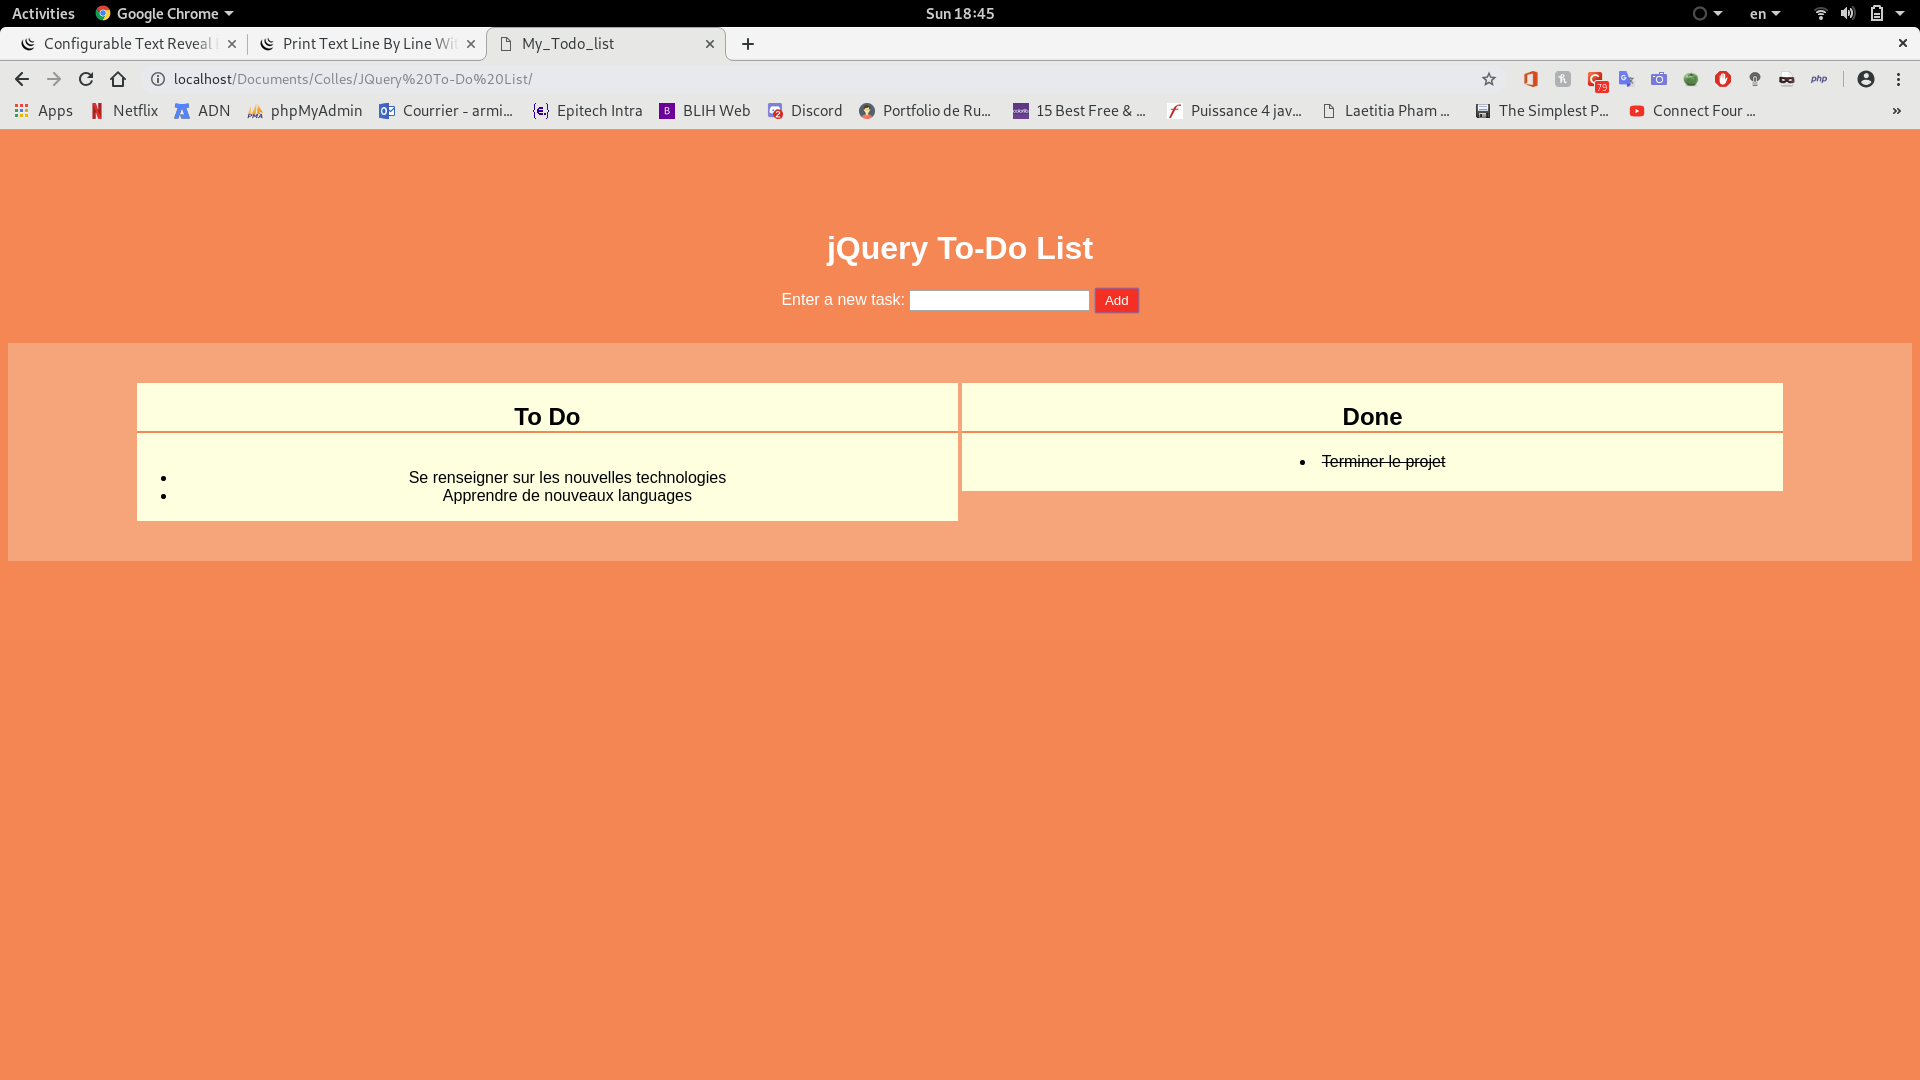 Activities Google Chrome Sun 18:45 en
Configurable Text Reveal Print Text Line By Line Wit My_Todo_list
localhost/Documents/Colles/JQuery%20To-Do%20List/ 79 php
Apps Netflix ADN phpMyAdmin Courrier - armi... Epitech Intra BLIH Web Discord Portfolio de Ru... 15 Best Free & ... Puissance 4 jav... Laetitia Pham ... The Simplest P... Connect Four ... »
jQuery To-Do List
Enter a new task: Add
To Do
Se renseigner sur les nouvelles technologies
Apprendre de nouveaux languages
Done
Terminer le projet